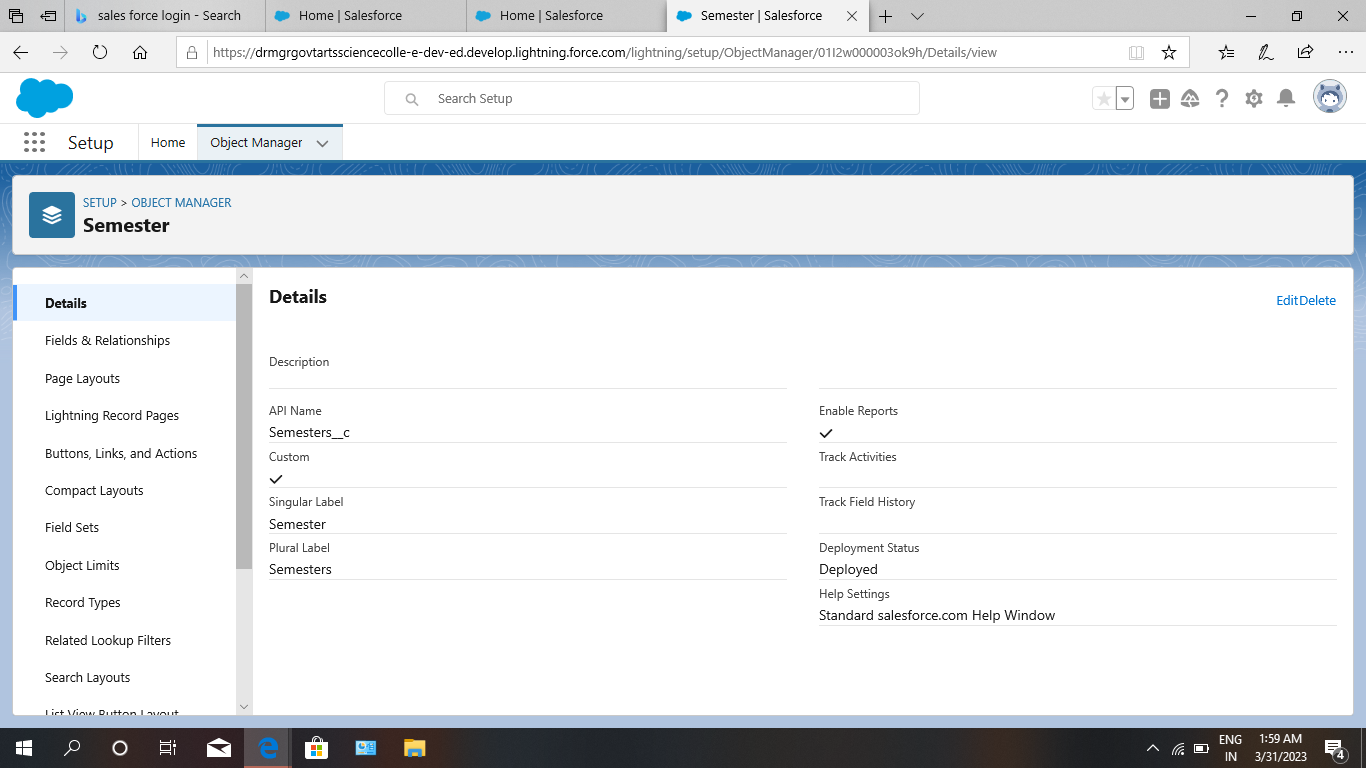 sales force login - Search
Home | Salesforce
Home | Salesforce
Semester | Salesforce
https://drmgrgovtartssciencecolle-e-dev-ed.develop.lightning.force.com/lightning/setup/ObjectManager/01I2w000003ok9h/Details/view
Search Setup
Setup
Home
Object Manager
SETUP > OBJECT MANAGER
Semester
Details
Fields & Relationships
Page Layouts
Lightning Record Pages
Buttons, Links, and Actions
Compact Layouts
Field Sets
Object Limits
Record Types
Related Lookup Filters
Search Layouts
List View Button Layout
Details
EditDelete
Description
API Name
Semesters__c
Custom
Singular Label
Semester
Plural Label
Semesters
Enable Reports
Track Activities
Track Field History
Deployment Status
Deployed
Help Settings
Standard salesforce.com Help Window
ENG
IN
1:59 AM
3/31/2023
4